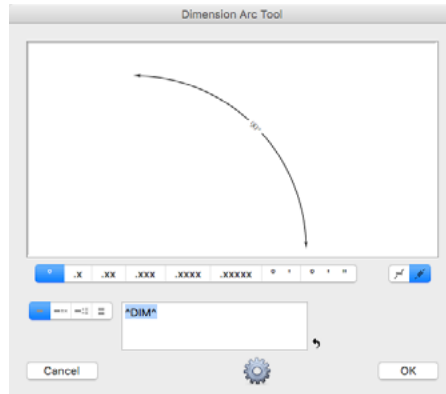 Dimension Arc Tool
90°
° .X .XX .XXX .XXXX .XXXXX ° ' ° ' "
^DIM^
Cancel OK